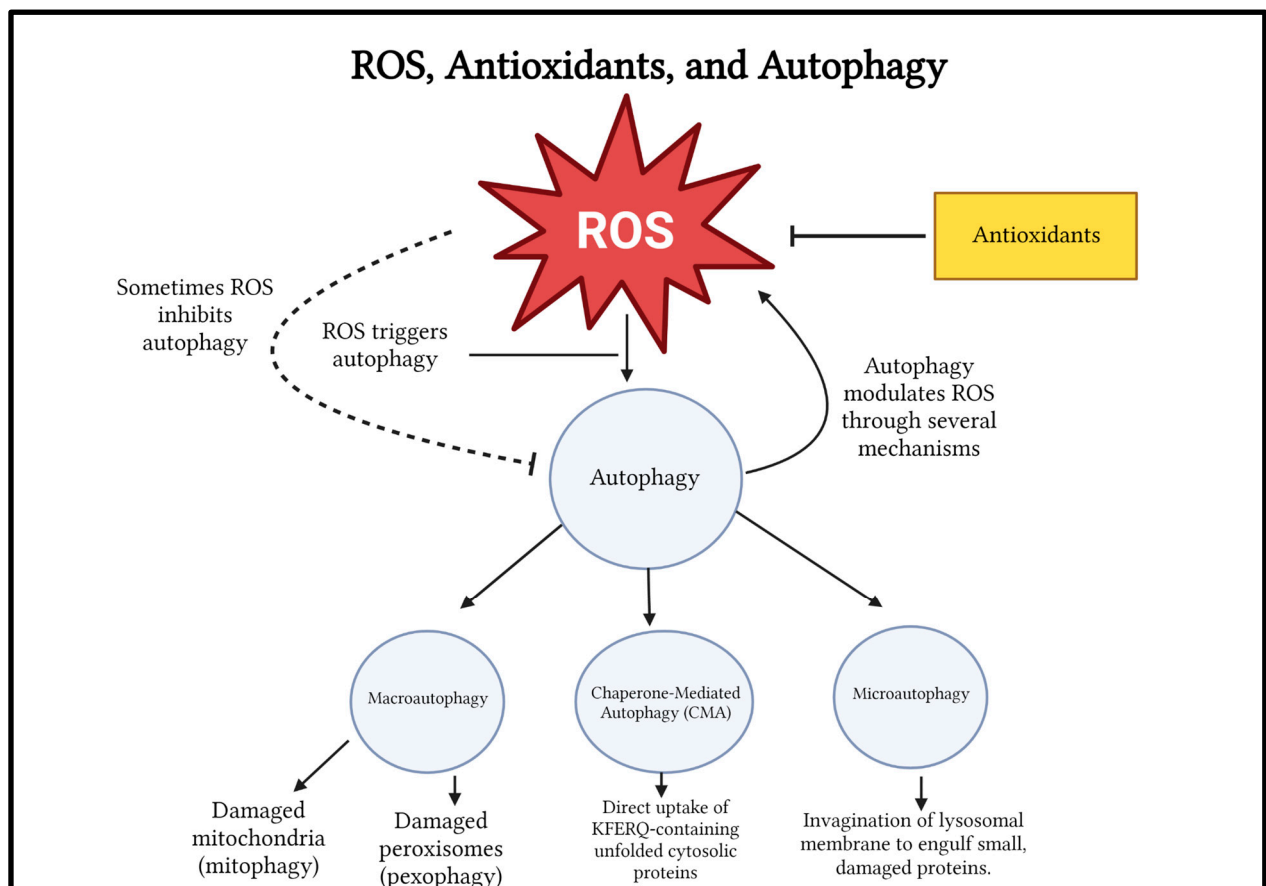 ROS, Antioxidants, and Autophagy
ROS
Antioxidants
Sometimes ROS
inhibits
autophagy
ROS triggers
autophagy
Autophagy
modulates ROS
through several
mechanisms
Autophagy
Macroautophagy
Chaperone-Mediated
Autophagy (CMA)
Microautophagy
Damaged
mitochondria
(mitophagy)
Damaged
peroxisomes
(pexophagy)
Direct uptake of
KFERQ-containing
unfolded cytosolic
proteins
Invagination of lysosomal
membrane to engulf small,
damaged proteins.